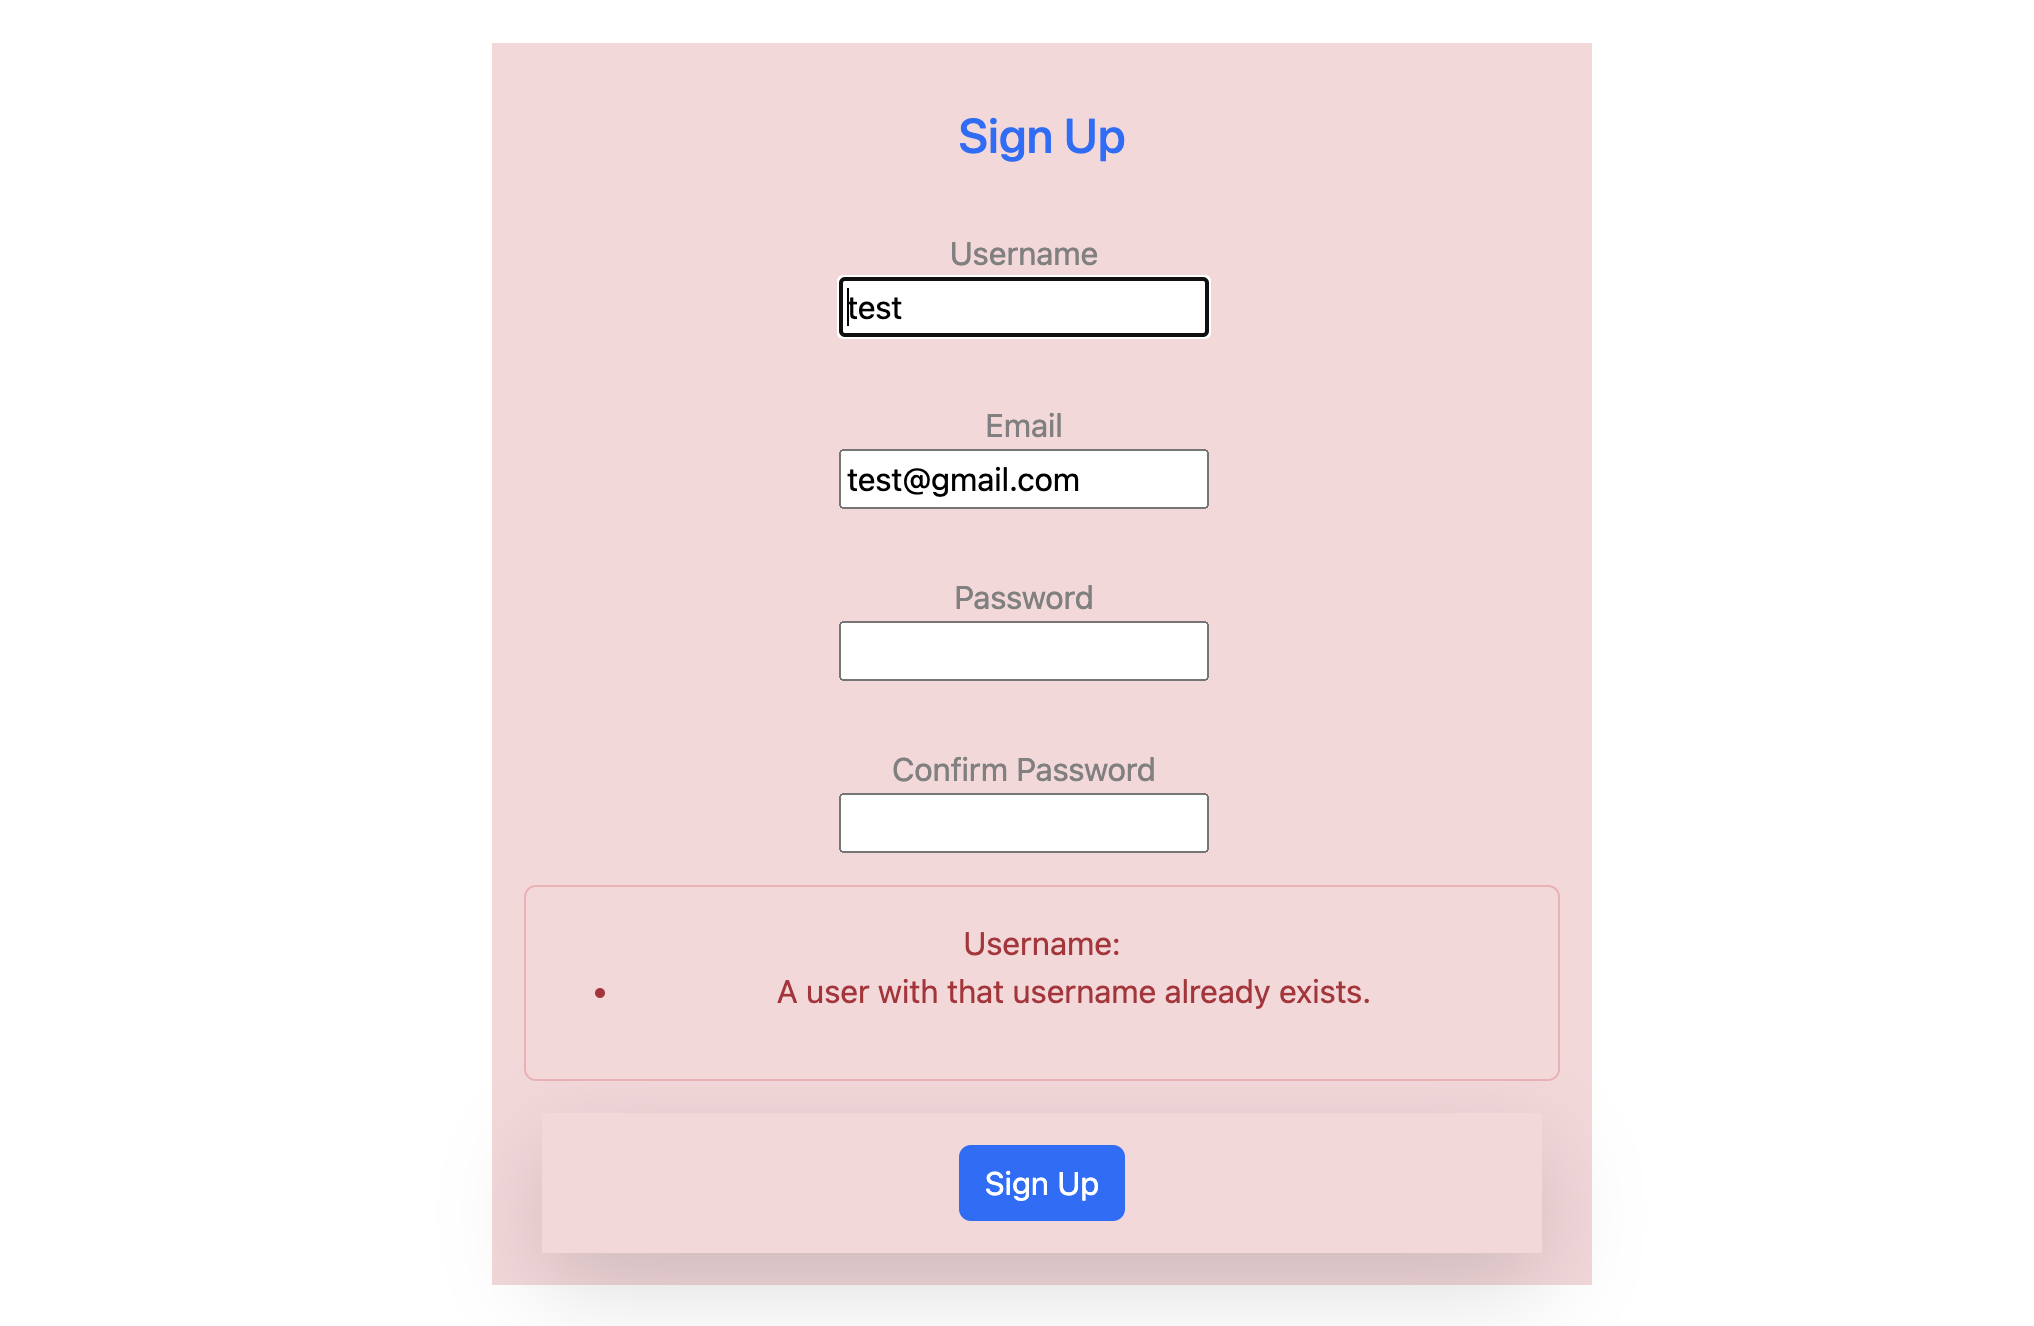 Sign Up
Username
test
Email
test@gmail.com
Password
Confirm Password
Username:
• A user with that username already exists.
Sign Up